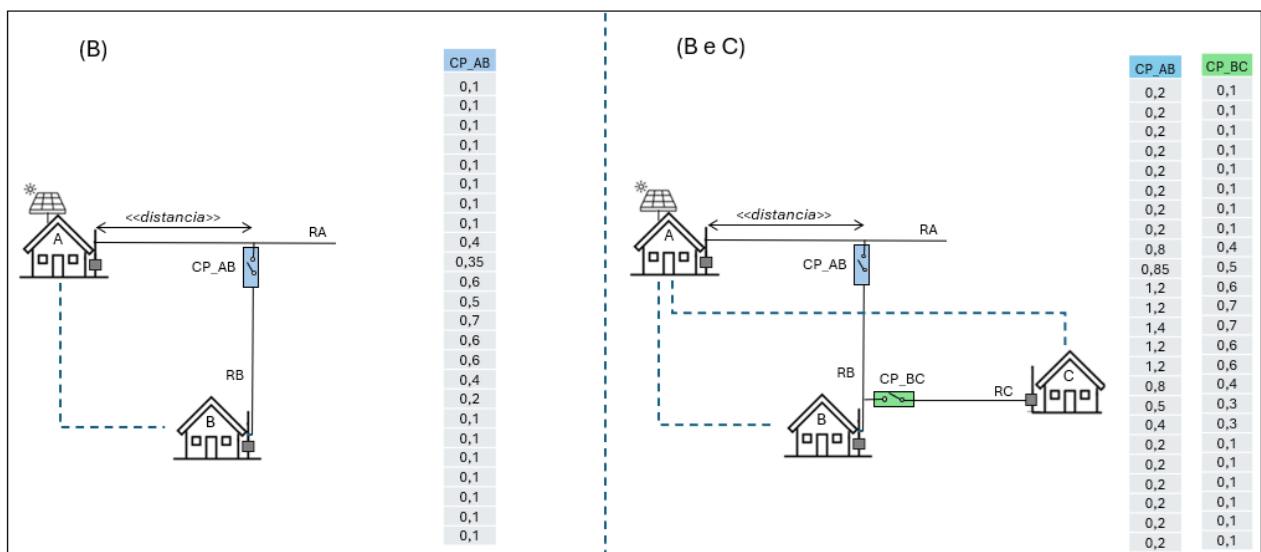 (B)
CP_AB
0,1
0,1
0,1
0,1
0,1
0,1
0,1
0,1
0,4
0,35
0,6
0,5
0,7
0,6
0,6
0,4
0,2
0,1
0,1
0,1
0,1
0,1
0,1
0,1
A
<<distancia>>
RA
CP_AB
RB
B
(B e C)
CP_AB CP_BC
0,2 0,1
0,2 0,1
0,2 0,1
0,2 0,1
0,2 0,1
0,2 0,1
0,2 0,1
0,2 0,1
0,8 0,4
0,85 0,5
1,2 0,6
1,2 0,7
1,4 0,7
1,2 0,6
1,2 0,6
0,8 0,4
0,5 0,3
0,4 0,3
0,2 0,1
0,2 0,1
0,2 0,1
0,2 0,1
0,2 0,1
0,2 0,1
A
<<distancia>>
RA
CP_AB
RB
CP_BC
RC
C
B